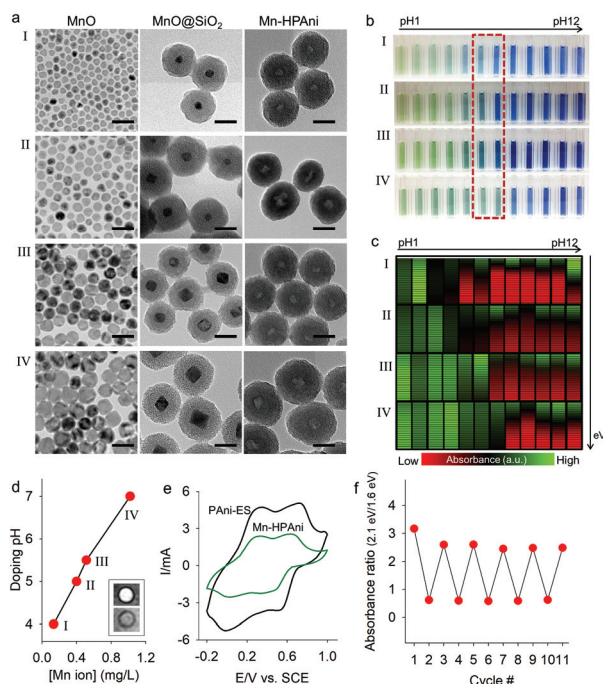 a
MnO MnO@SiO₂ Mn-HPAni
I
II
III
IV
b
pH1 pH12
I
II
III
IV
c
pH1 pH12
I
II
III
IV
eV
Low Absorbance (a.u.) High
d
Doping pH
7
6
5
4
I
II
III
IV
0.0 0.4 0.8 1.2
[Mn ion] (mg/L)
e
I/mA
6
3
0
-3
-6
PAni-ES
Mn-HPAni
-0.2 0.2 0.6 1.0
E/V vs. SCE
f
Absorbance ratio (2.1 eV/1.6 eV)
4
3
2
1
0
1 2 3 4 5 6 7 8 9 1011
Cycle #